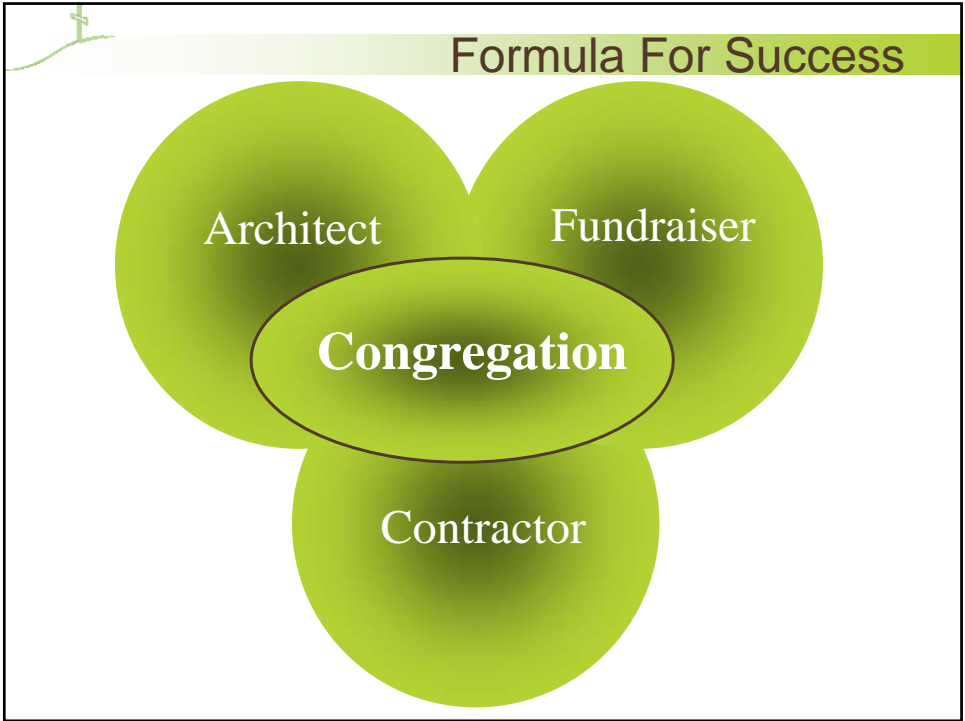 Formula For Success
Architect
Fundraiser
Congregation
Contractor